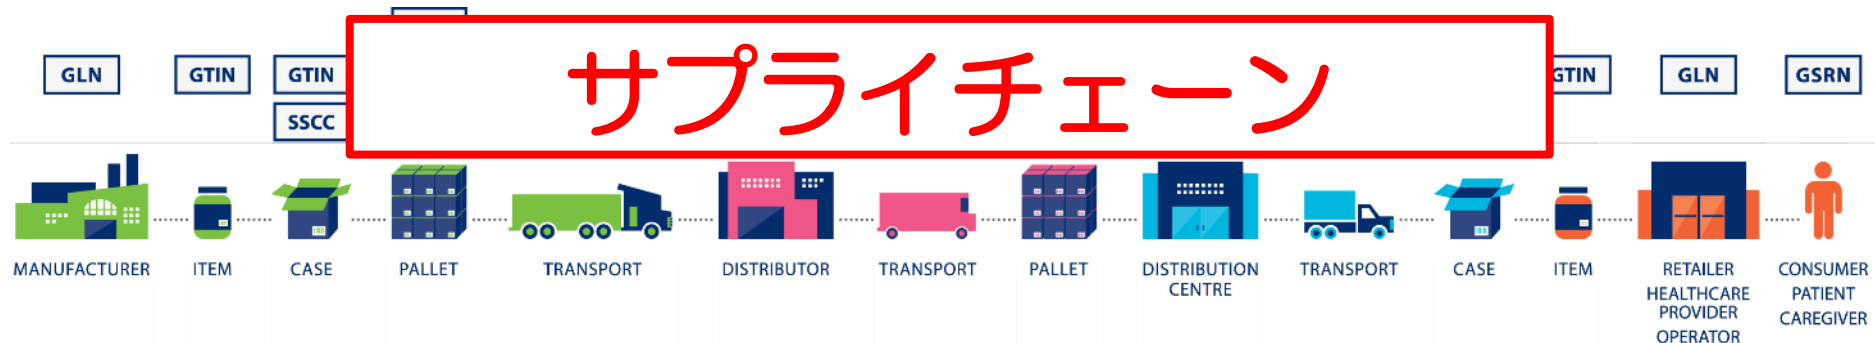 GLN
GTIN
GTIN
SSCC
サプライチェーン
GTIN
GLN
GSRN
MANUFACTURER
ITEM
CASE
PALLET
TRANSPORT
DISTRIBUTOR
TRANSPORT
PALLET
DISTRIBUTION
CENTRE
TRANSPORT
CASE
ITEM
RETAILER
HEALTHCARE
PROVIDER
OPERATOR
CONSUMER
PATIENT
CAREGIVER